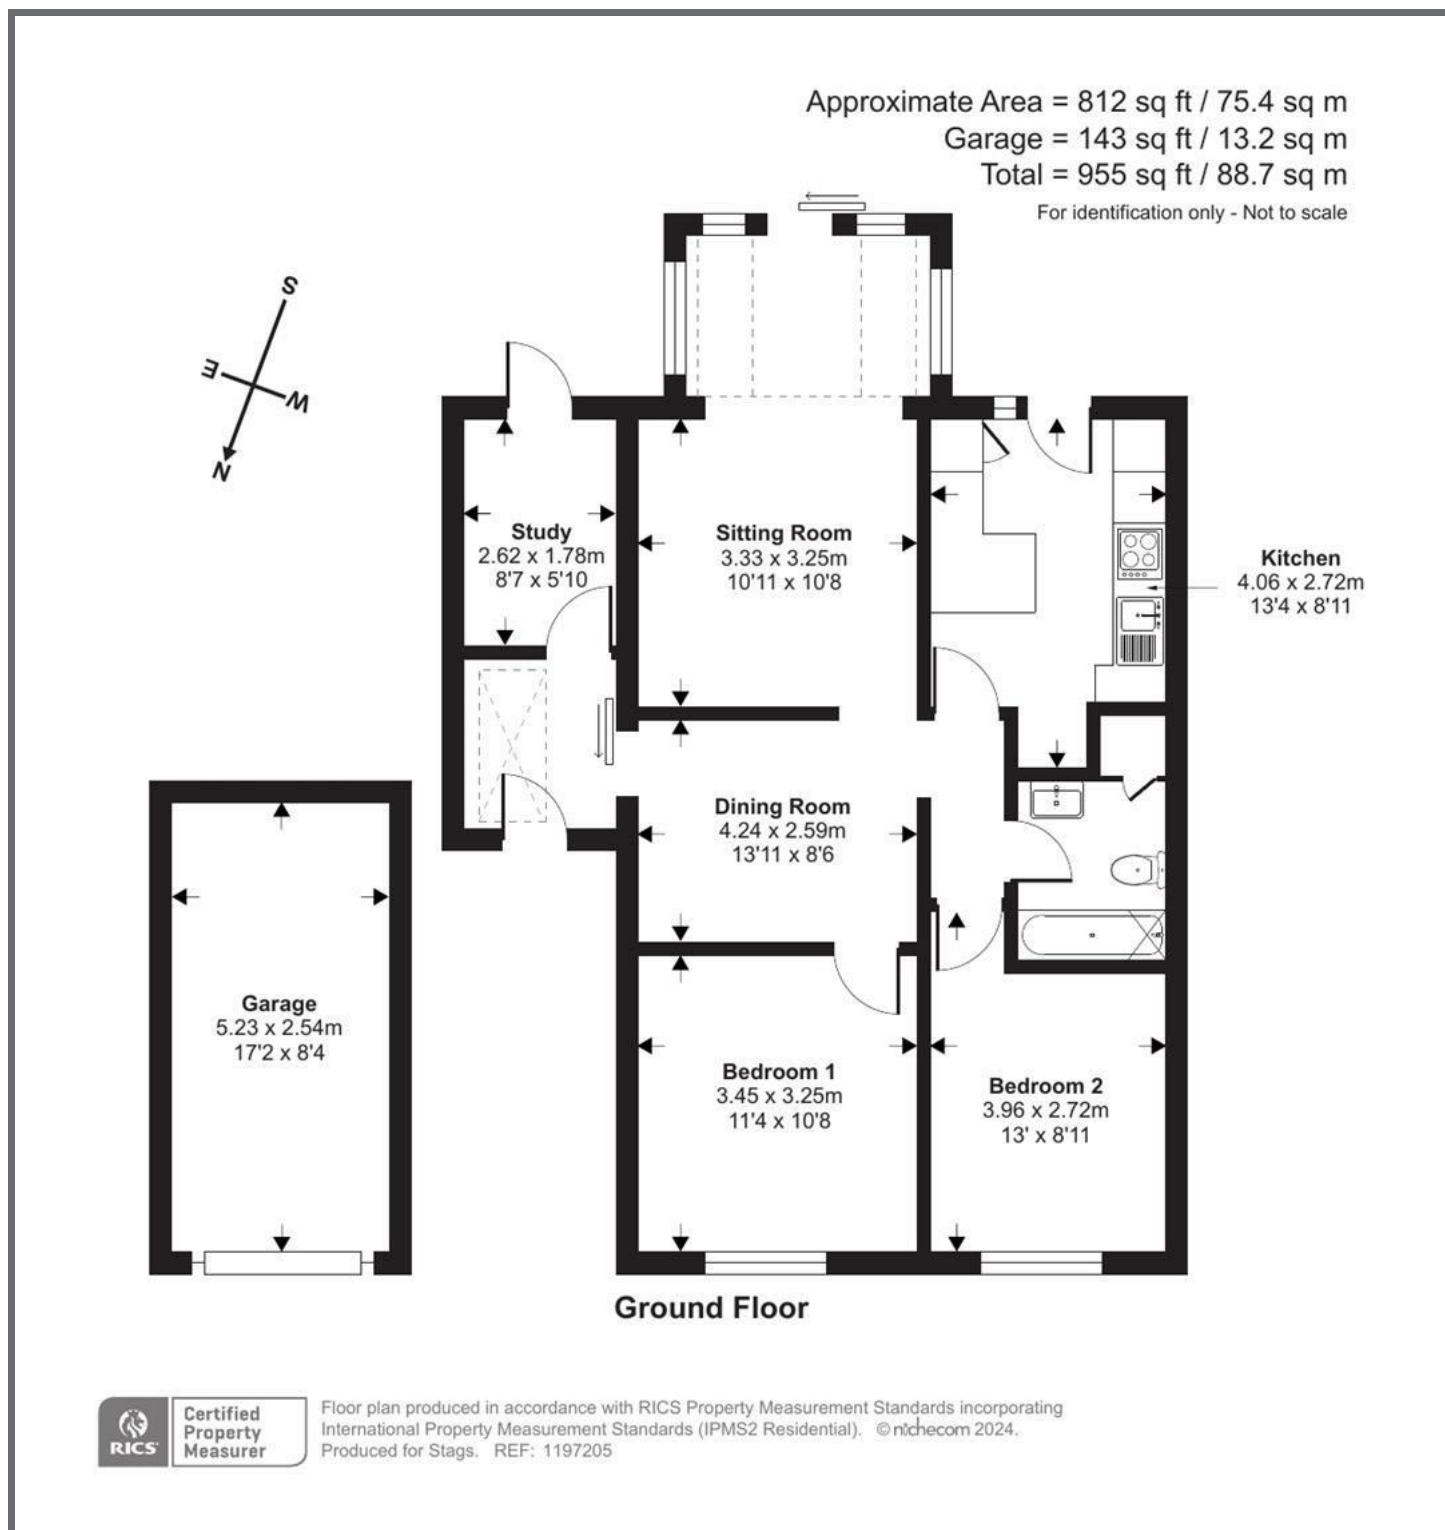 Approximate Area = 812 sq ft / 75.4 sq m
Garage = 143 sq ft / 13.2 sq m
Total = 955 sq ft / 88.7 sq m
For identification only - Not to scale
S
E
W
N
Study
2.62 x 1.78m
8'7 x 5'10
Sitting Room
3.33 x 3.25m
10'11 x 10'8
Kitchen
4.06 x 2.72m
13'4 x 8'11
Dining Room
4.24 x 2.59m
13'11 x 8'6
Garage
5.23 x 2.54m
17'2 x 8'4
Bedroom 1
3.45 x 3.25m
11'4 x 10'8
Bedroom 2
3.96 x 2.72m
13' x 8'11
Ground Floor
RICS
Certified
Property
Measurer
Floor plan produced in accordance with RICS Property Measurement Standards incorporating
International Property Measurement Standards (IPMS2 Residential). © nichecom 2024.
Produced for Stags. REF: 1197205